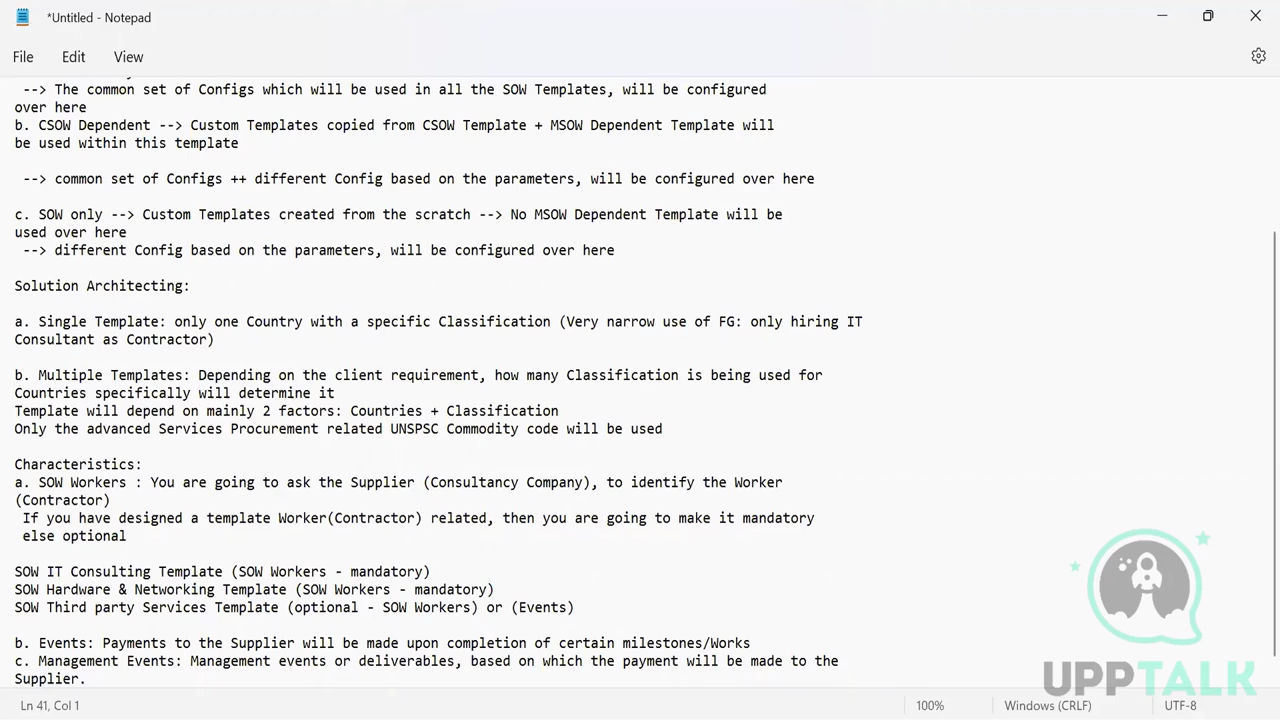 *Untitled - Notepad
File Edit View
--> The common set of Configs which will be used in all the SOW Templates, will be configured
over here
b. CSOW Dependent --> Custom Templates copied from CSOW Template + MSOW Dependent Template will
be used within this template
--> common set of Configs ++ different Config based on the parameters, will be configured over here
c. SOW only --> Custom Templates created from the scratch --> No MSOW Dependent Template will be
used over here
--> different Config based on the parameters, will be configured over here
Solution Architecting:
a. Single Template: only one Country with a specific Classification (Very narrow use of FG: only hiring IT
Consultant as Contractor)
b. Multiple Templates: Depending on the client requirement, how many Classification is being used for
Countries specifically will determine it
Template will depend on mainly 2 factors: Countries + Classification
Only the advanced Services Procurement related UNSPSC Commodity code will be used
Characteristics:
a. SOW Workers : You are going to ask the Supplier (Consultancy Company), to identify the Worker
(Contractor)
If you have designed a template Worker(Contractor) related, then you are going to make it mandatory
else optional
SOW IT Consulting Template (SOW Workers - mandatory)
SOW Hardware & Networking Template (SOW Workers - mandatory)
SOW Third party Services Template (optional - SOW Workers) or (Events)
b. Events: Payments to the Supplier will be made upon completion of certain milestones/Works
c. Management Events: Management events or deliverables, based on which the payment will be made to the
Supplier.
UPPTALK
Ln 41, Col 1 100% Windows (CRLF) UTF-8